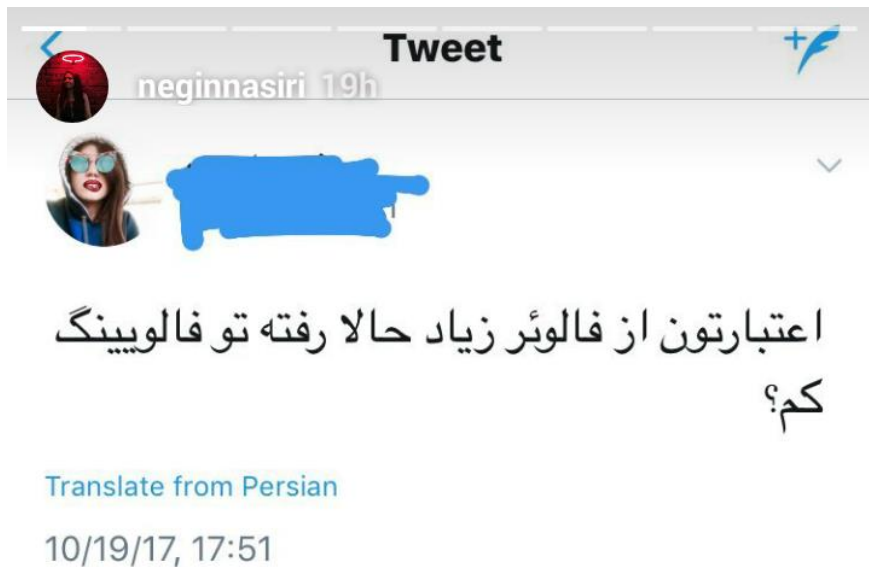 Tweet
neginnasiri 19h
اعتبارتون از فالوئر زیاد حالا رفته تو فالویینگ
کم؟
Translate from Persian
10/19/17, 17:51